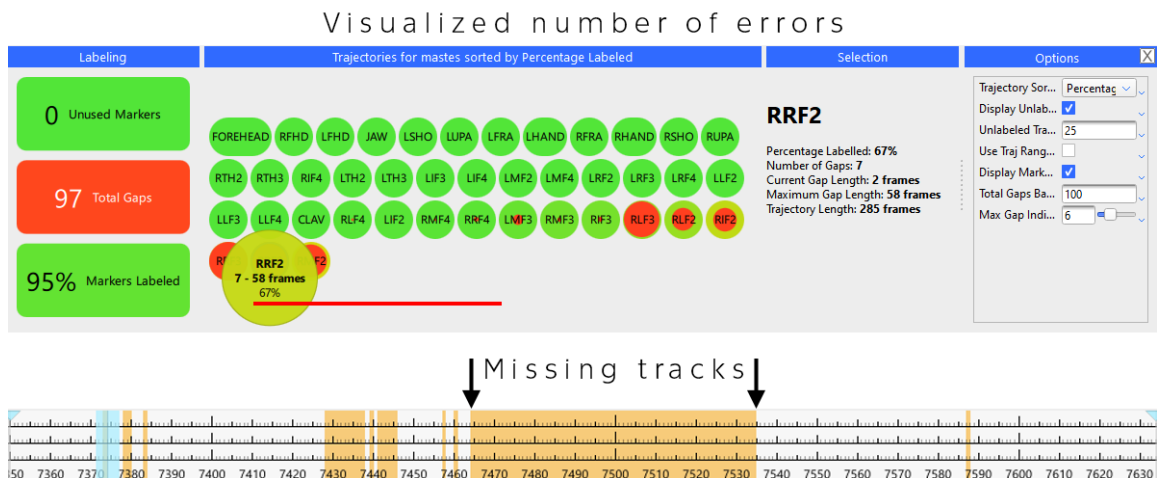 Visualized number of errors
Labeling
Trajectories for mastes sorted by Percentage Labeled
Selection
Options
X
0 Unused Markers
97 Total Gaps
95% Markers Labeled
FOREHEAD RFHD LFHD JAW LSHO LUPA LFRA LHAND RFRA RHAND RSHO RUPA
RTH2 RTH3 RIF4 LTH2 LTH3 LIF3 LIF4 LMF2 LMF4 LRF2 LRF3 LRF4 LLF2
LLF3 LLF4 CLAV RLF4 LIF2 RMF4 RRF4 LMF3 RMF3 RIF3 RLF3 RLF2 RIF2
RRF2
7 - 58 frames
67%
RRF2
Percentage Labelled: 67%
Number of Gaps: 7
Current Gap Length: 2 frames
Maximum Gap Length: 58 frames
Trajectory Length: 285 frames
Trajectory Sor... Percentag
Display Unlab...
Unlabeled Tra... 25
Use Traj Rang...
Display Mark...
Total Gaps Ba... 100
Max Gap Indi... 6
Missing tracks
50 7360 7370 7380 7390 7400 7410 7420 7430 7440 7450 7460 7470 7480 7490 7500 7510 7520 7530 7540 7550 7560 7570 7580 7590 7600 7610 7620 7630